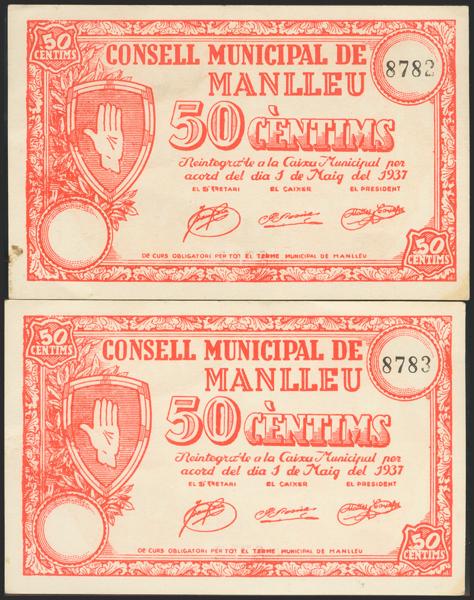 50
CÈNTIMS
CONSELL MUNICIPAL DE
MANLLEU
8782
50 CÈNTIMS
Reintegrable a la Caixa Municipal per
acord del dia 1 de Maig del 1937
EL SECRETARI EL CAIXER EL PRESIDENT
50
CÈNTIMS
DE CURS OBLIGATORI PER TOT EL TERME MUNICIPAL DE MANLLEU
50
CÈNTIMS
CONSELL MUNICIPAL DE
MANLLEU
8783
50 CÈNTIMS
Reintegrable a la Caixa Municipal per
acord del dia 1 de Maig del 1937
EL SECRETARI EL CAIXER EL PRESIDENT
50
CÈNTIMS
DE CURS OBLIGATORI PER TOT EL TERME MUNICIPAL DE MANLLEU